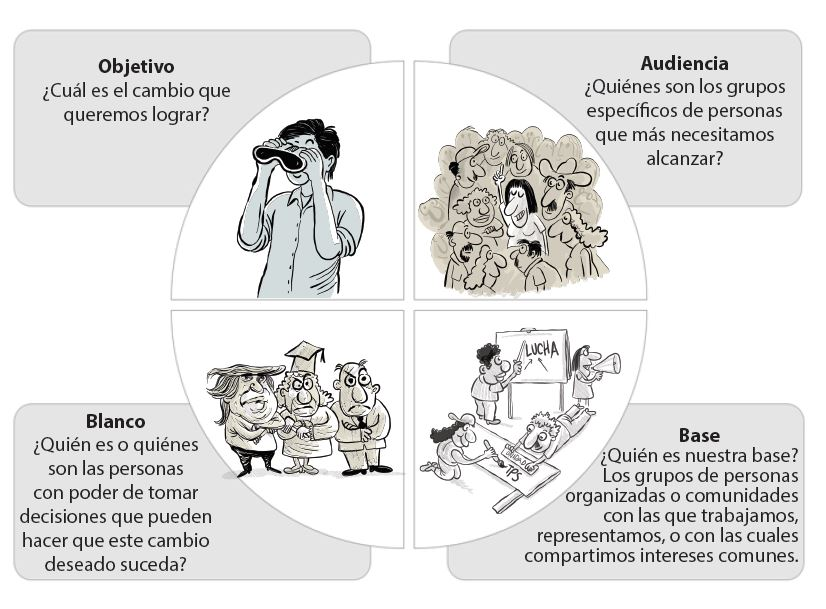 Objetivo
¿Cuál es el cambio que
queremos lograr?
Audiencia
¿Quiénes son los grupos
específicos de personas
que más necesitamos
alcanzar?
Blanco
¿Quién es o quiénes
son las personas
con poder de tomar
decisiones que pueden
hacer que este cambio
deseado suceda?
LUCHA
TPS
Base
¿Quién es nuestra base?
Los grupos de personas
organizadas o comunidades
con las que trabajamos,
representamos, o con las cuales
compartimos intereses comunes.